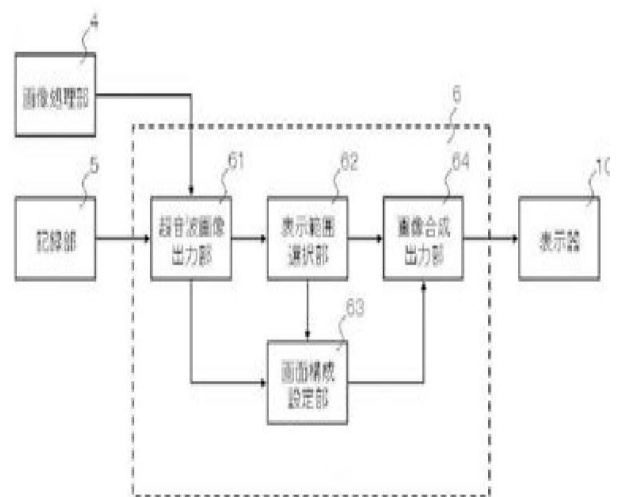 4
画像処理部
6
5
61
62
64
10
記録部
超音波画像
出力部
表示範囲
選択部
画像合成
出力部
表示器
63
画面構成
設定部